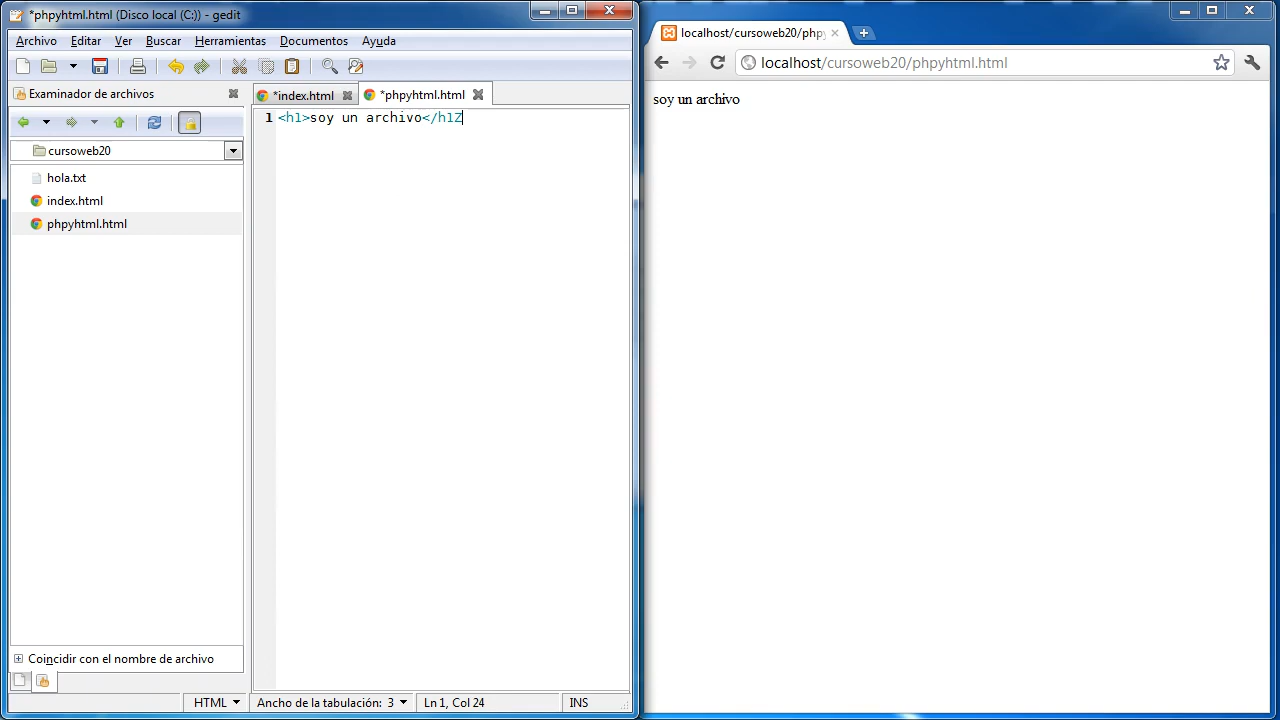 *phpyhtml.html (Disco local (C:)) - gedit
Archivo Editar Ver Buscar Herramientas Documentos Ayuda
Examinador de archivos
cursoweb20
hola.txt
index.html
phpyhtml.html
Coincidir con el nombre de archivo
*index.html *phpyhtml.html
1 <h1>soy un archivo</h1Z
HTML Ancho de la tabulación: 3 Ln 1, Col 24 INS
localhost/cursoweb20/phpy
localhost/cursoweb20/phpyhtml.html
soy un archivo